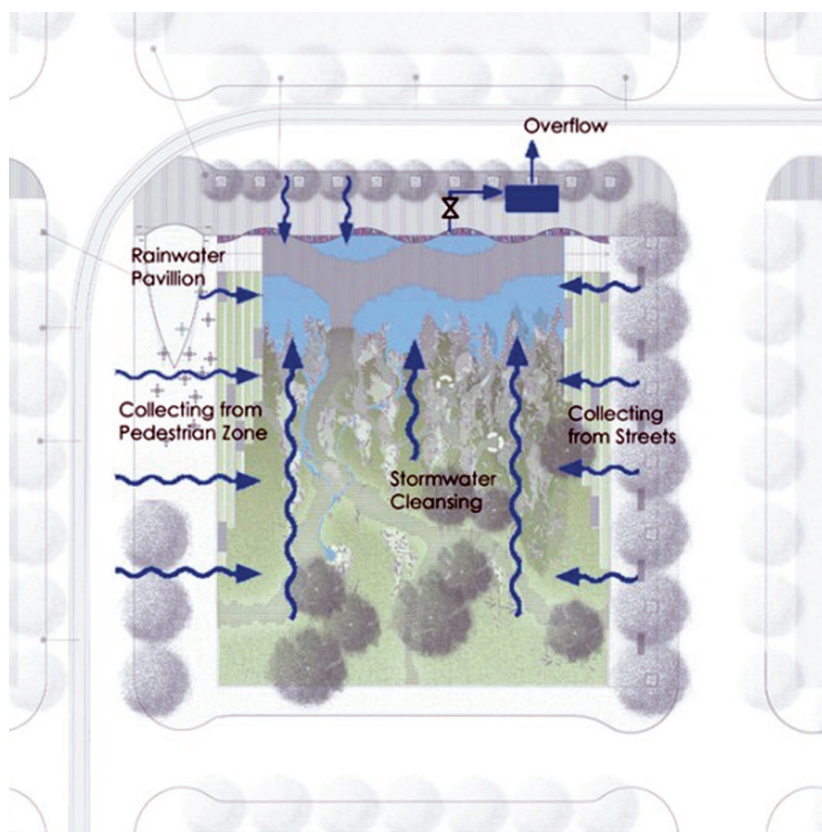 Overflow
Rainwater
Pavillion
Collecting from
Pedestrian Zone
Collecting
from Streets
Stormwater
Cleansing